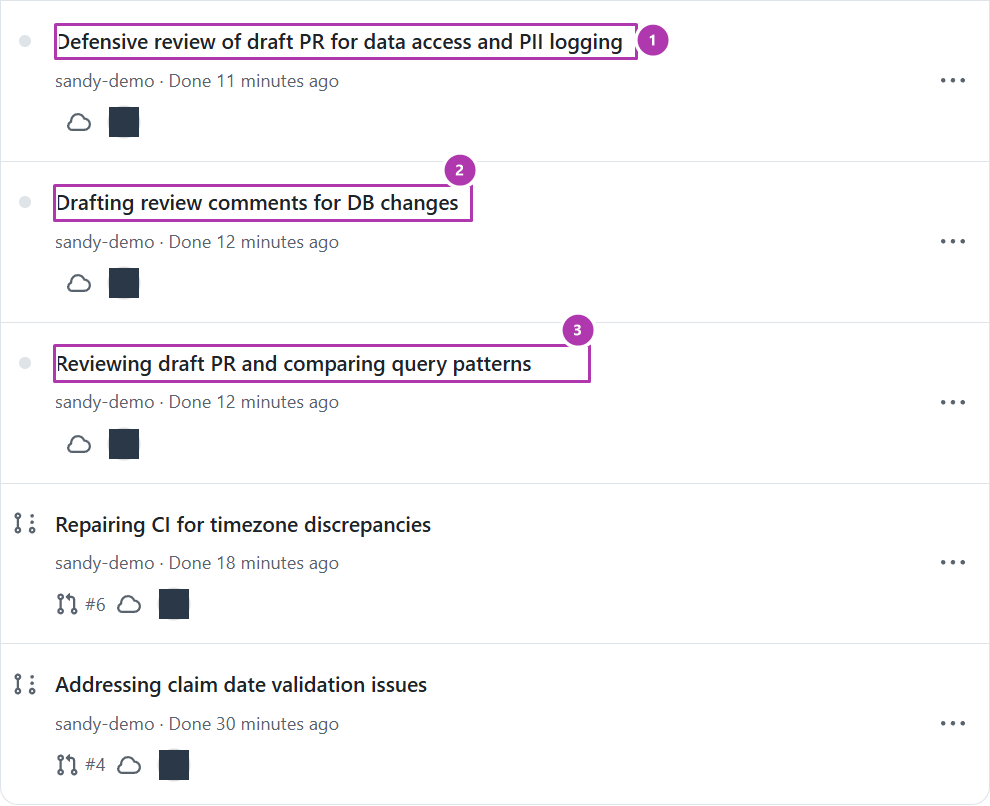 Defensive review of draft PR for data access and PII logging
1
sandy-demo · Done 11 minutes ago
2
Drafting review comments for DB changes
sandy-demo · Done 12 minutes ago
3
Reviewing draft PR and comparing query patterns
sandy-demo · Done 12 minutes ago
Repairing CI for timezone discrepancies
sandy-demo · Done 18 minutes ago
#6
Addressing claim date validation issues
sandy-demo · Done 30 minutes ago
#4